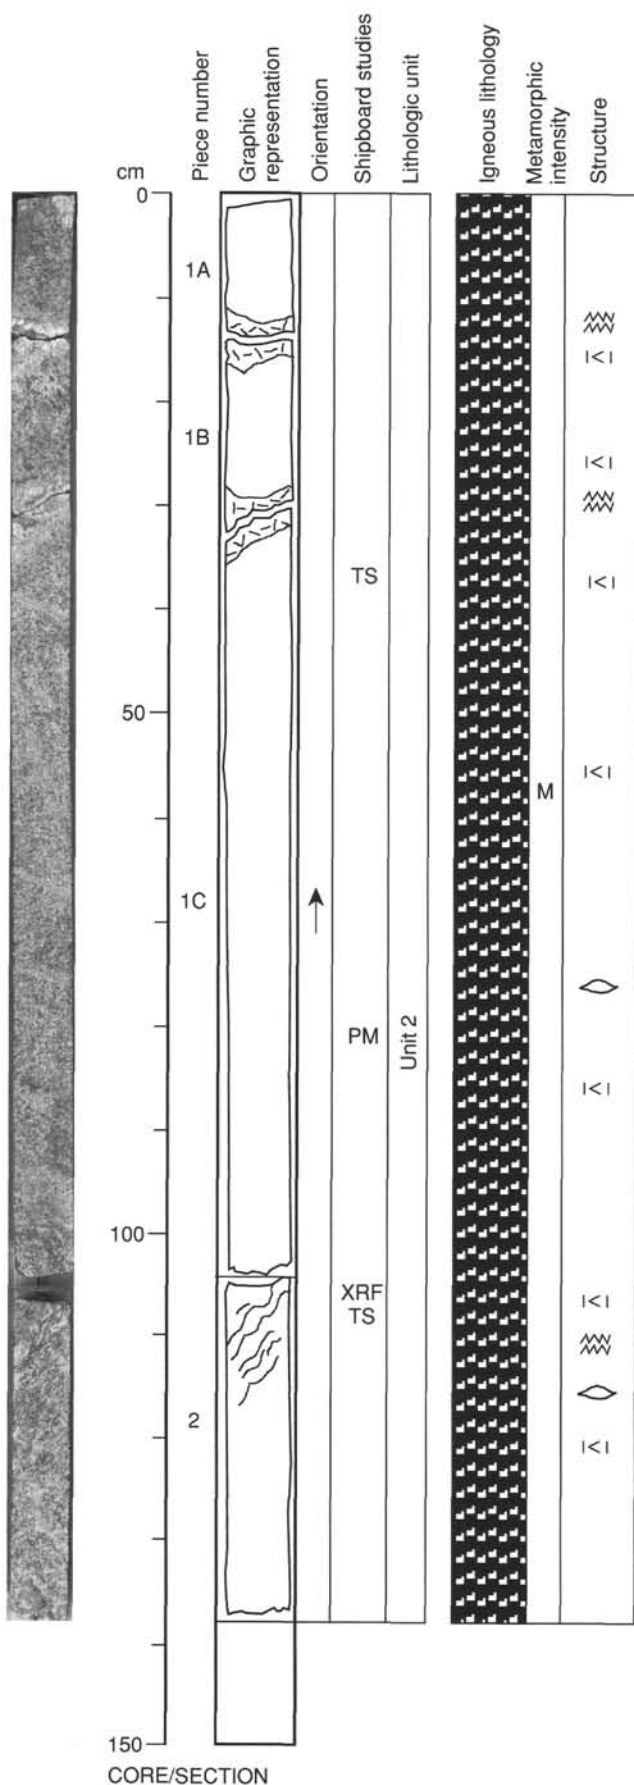 cm
Piece number
Graphic
representation
Orientation
Shipboard studies
Lithologic unit
Igneous lithology
Metamorphic
intensity
Structure
0
1A
1B
TS
50
M
1C
PM
Unit 2
100
XRF
TS
2
150
CORE/SECTION